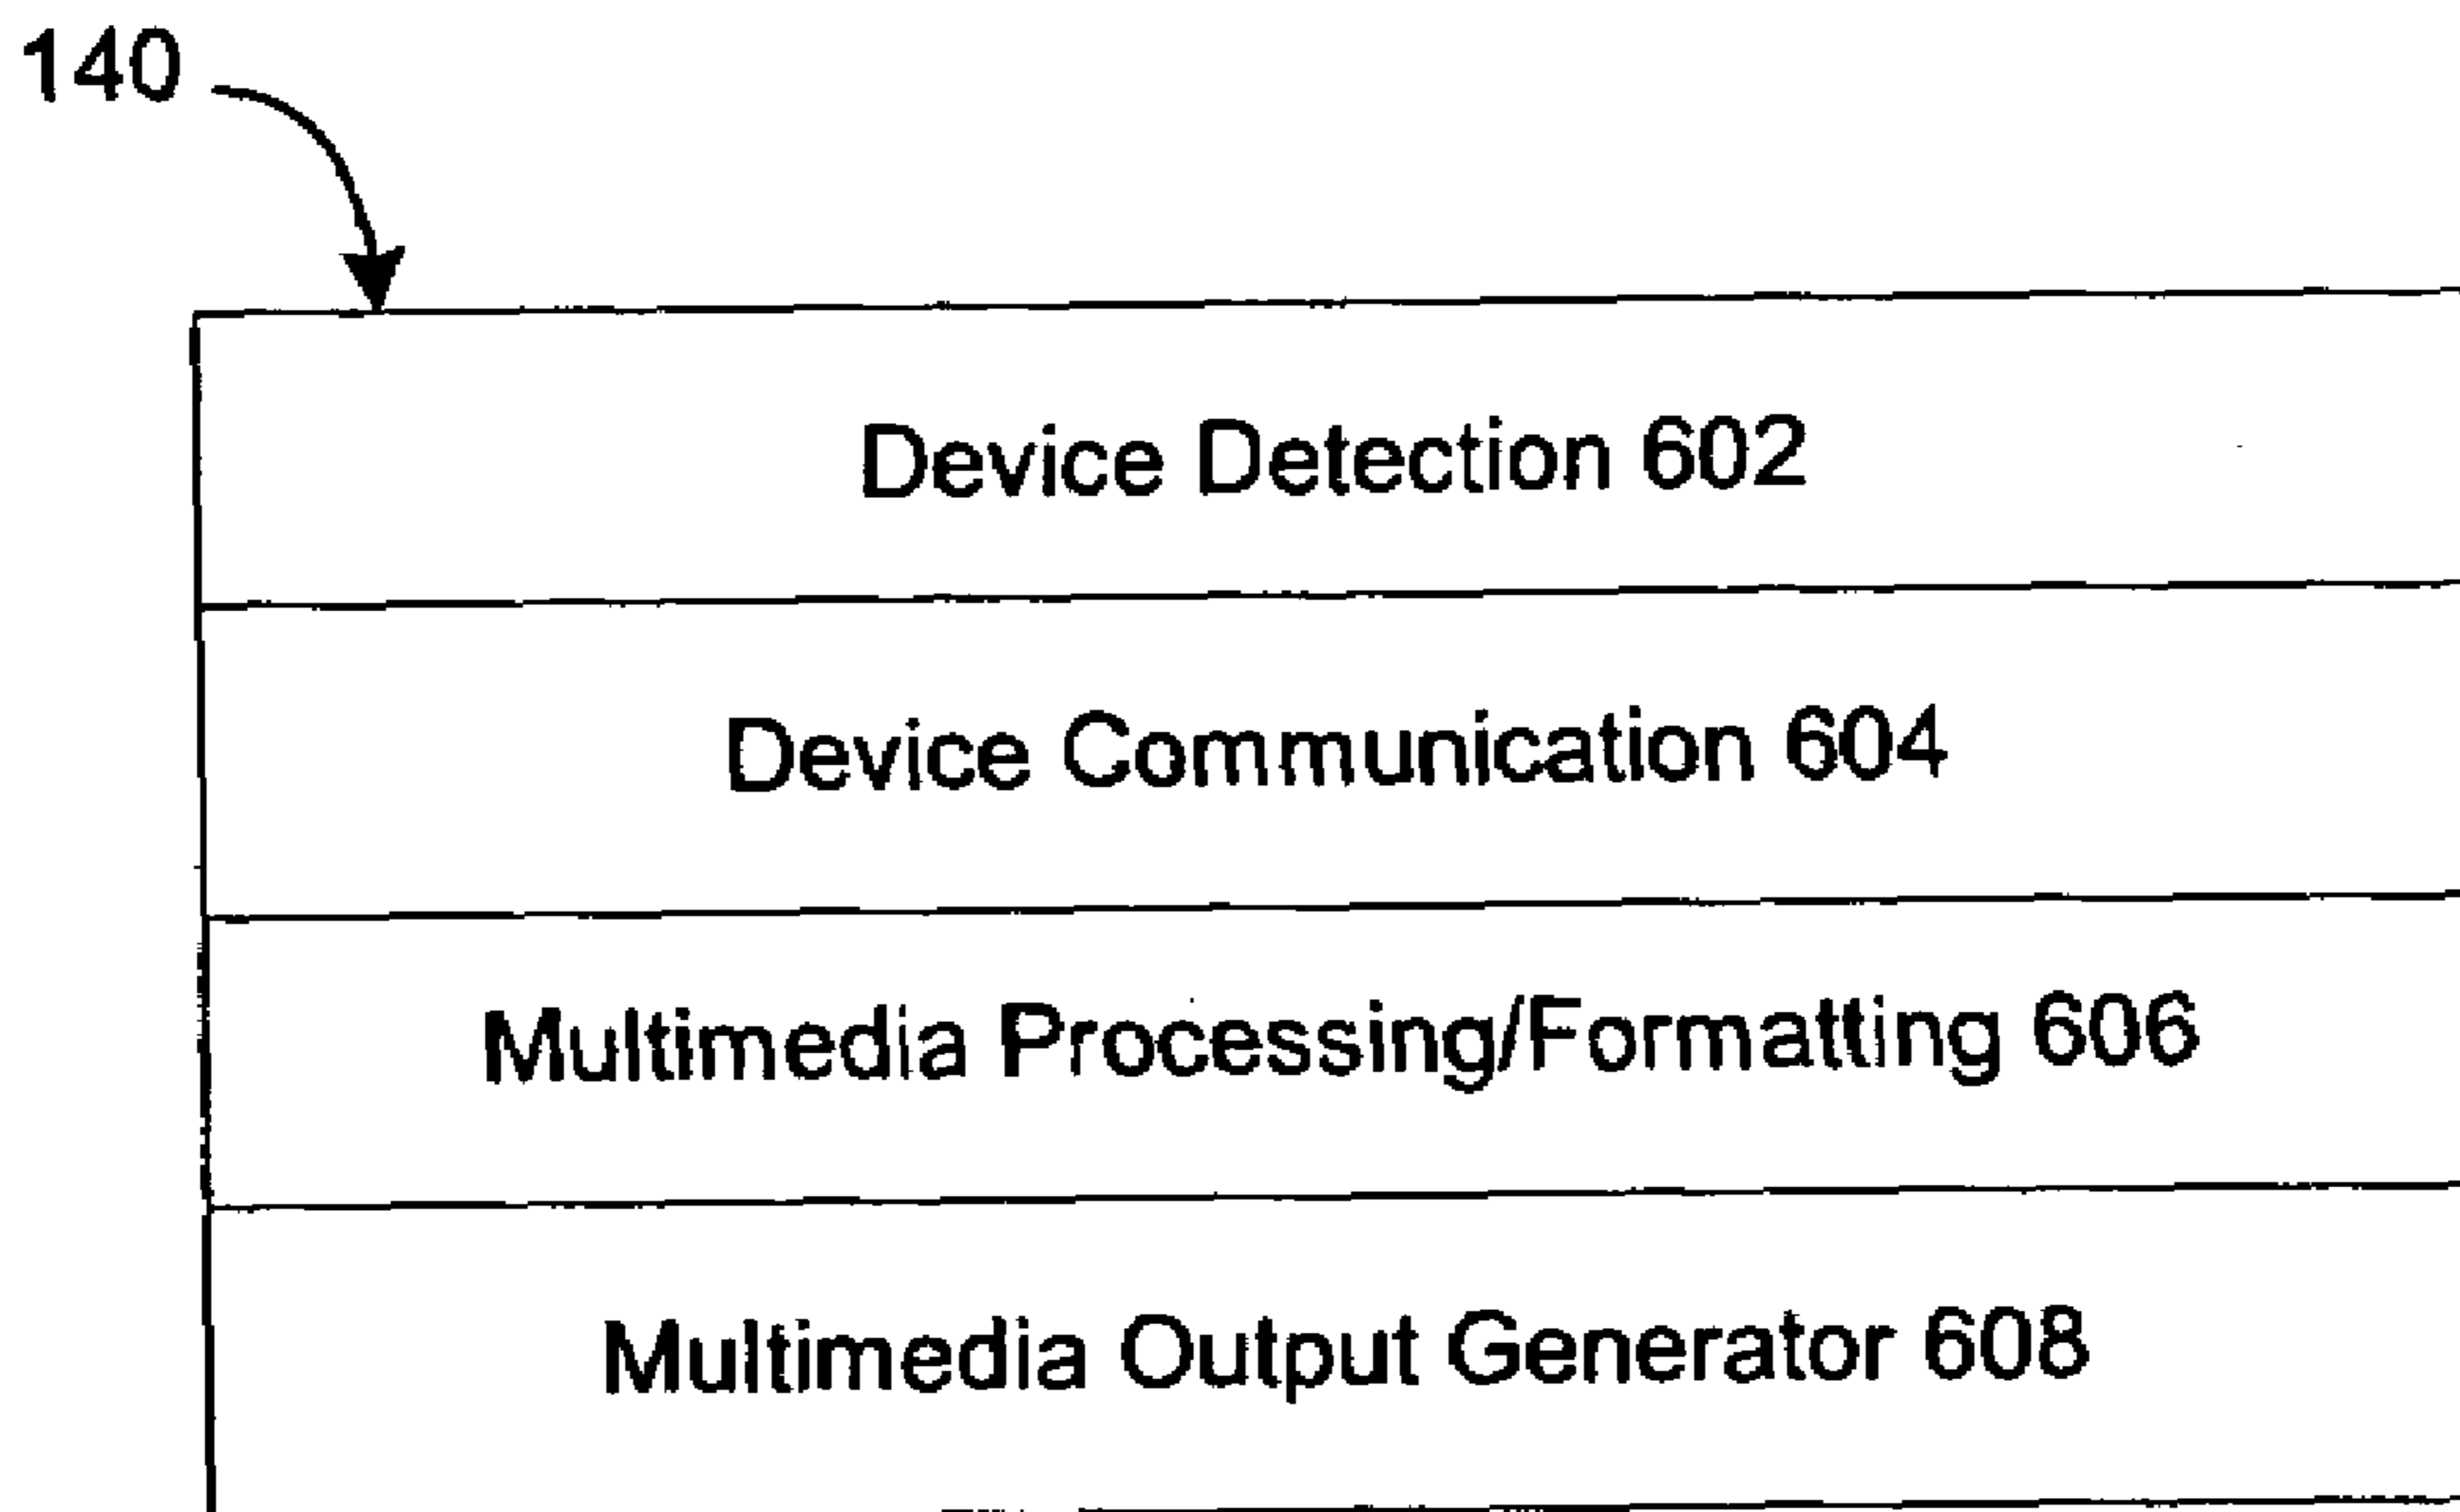 140
Device Detection 602
Device Communication 604
Multimedia Processing/Formatting 606
Multimedia Output Generator 608